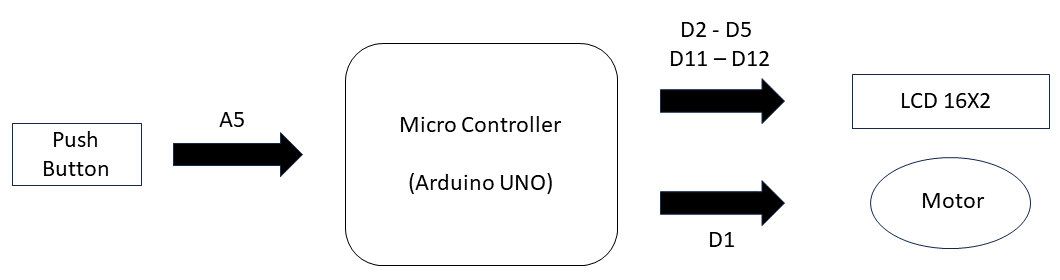 Push
Button
A5
Micro Controller
(Arduino UNO)
D2 - D5
D11 – D12
LCD 16X2
Motor
D1